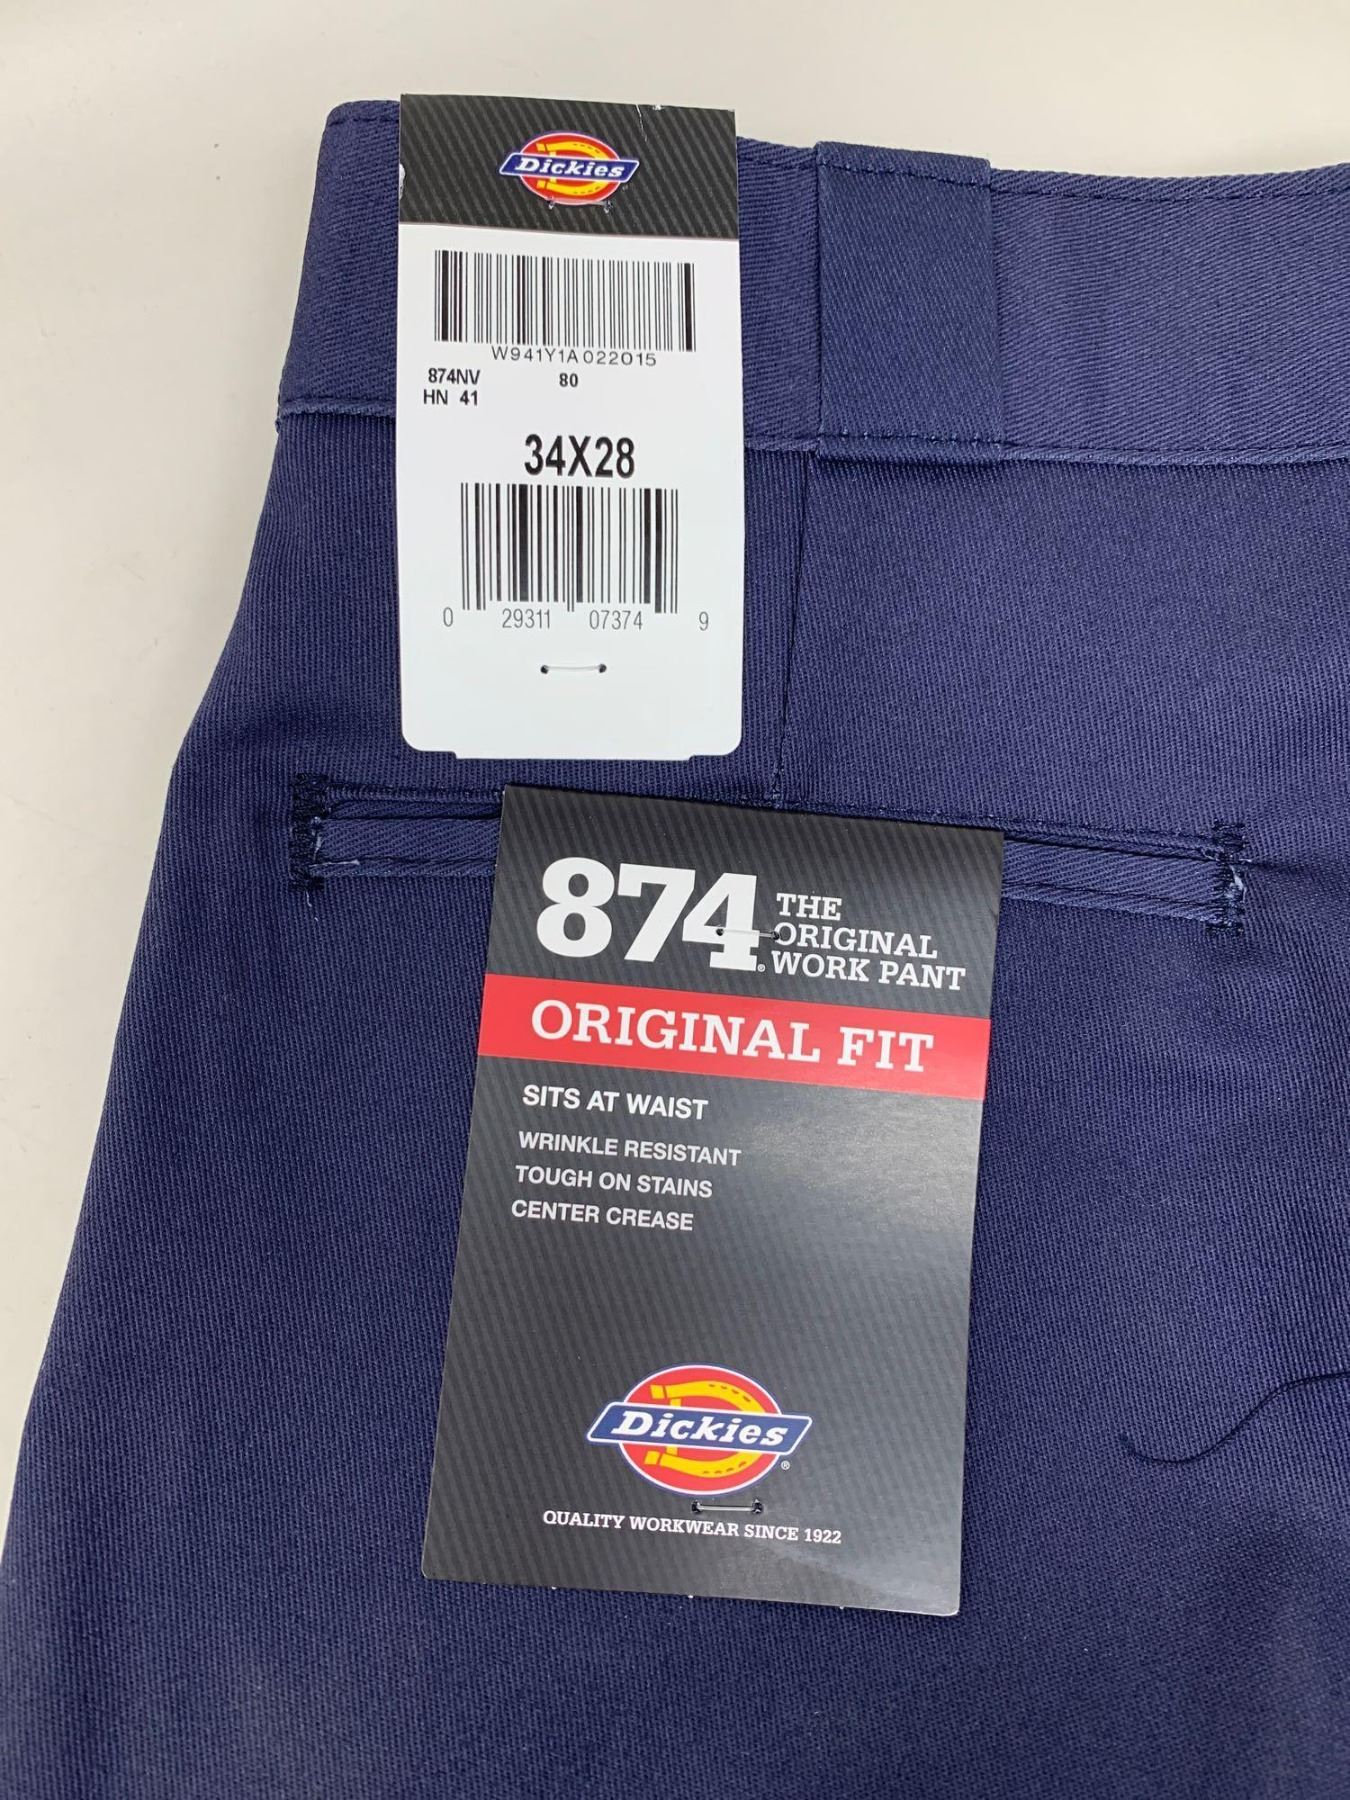 Dickies
W941Y1A022015
874NV 80
HN 41
34X28
0 29311 07374 9
874® THE ORIGINAL WORK PANT
ORIGINAL FIT
SITS AT WAIST
WRINKLE RESISTANT
TOUGH ON STAINS
CENTER CREASE
Dickies®
QUALITY WORKWEAR SINCE 1922